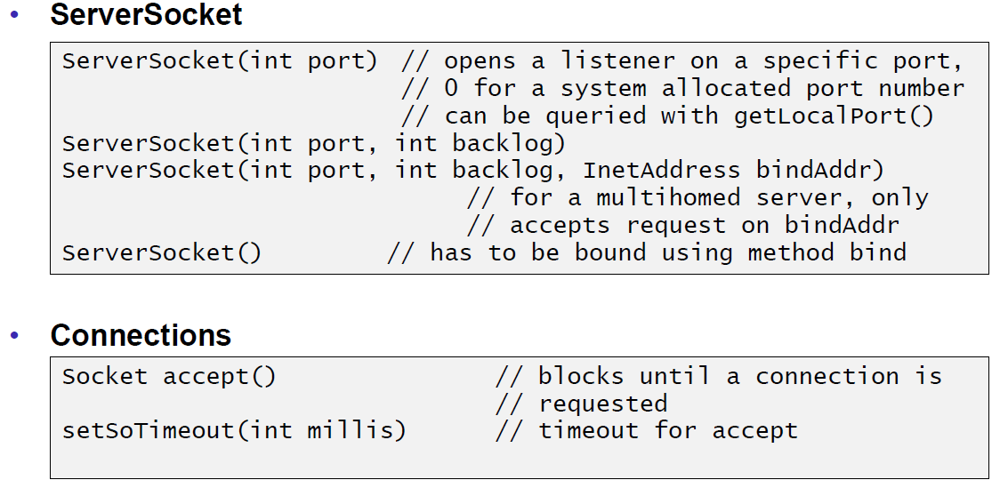 • ServerSocket
ServerSocket(int port) // opens a listener on a specific port,
// 0 for a system allocated port number
// can be queried with getLocalPort()
ServerSocket(int port, int backlog)
ServerSocket(int port, int backlog, InetAddress bindAddr)
// for a multihomed server, only
// accepts request on bindAddr
ServerSocket() // has to be bound using method bind
• Connections
Socket accept() // blocks until a connection is
// requested
setSoTimeout(int millis) // timeout for accept